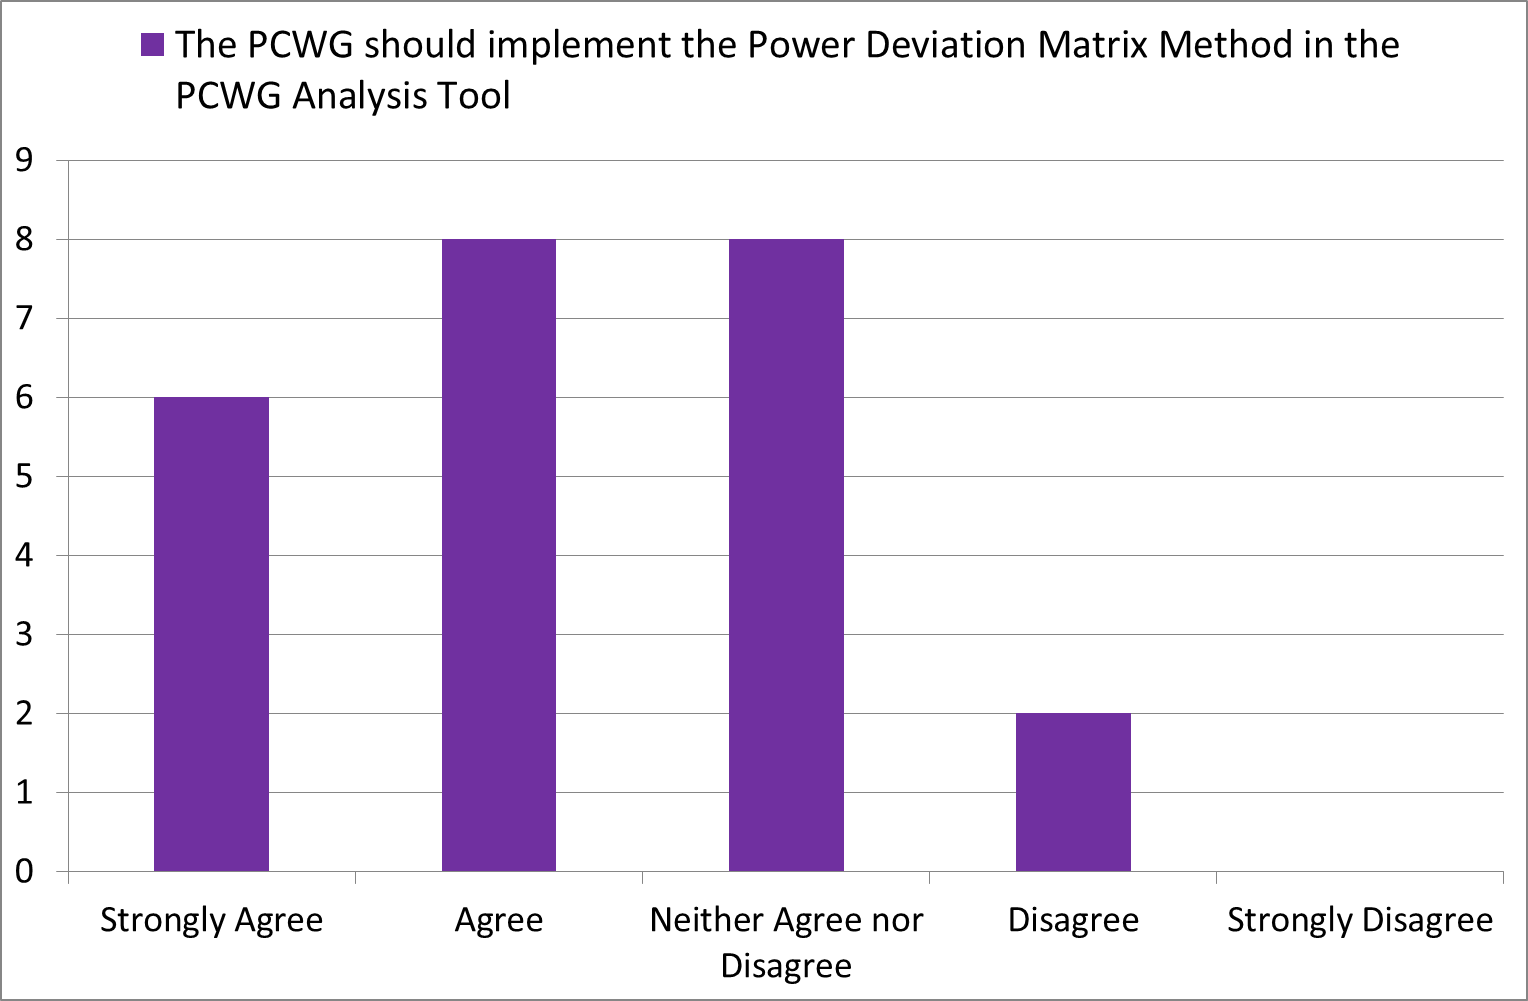 The PCWG should implement the Power Deviation Matrix Method in the
PCWG Analysis Tool
9
8
7
6
5
4
3
2
1
0
Strongly Agree
Agree
Neither Agree nor
Disagree
Disagree
Strongly Disagree